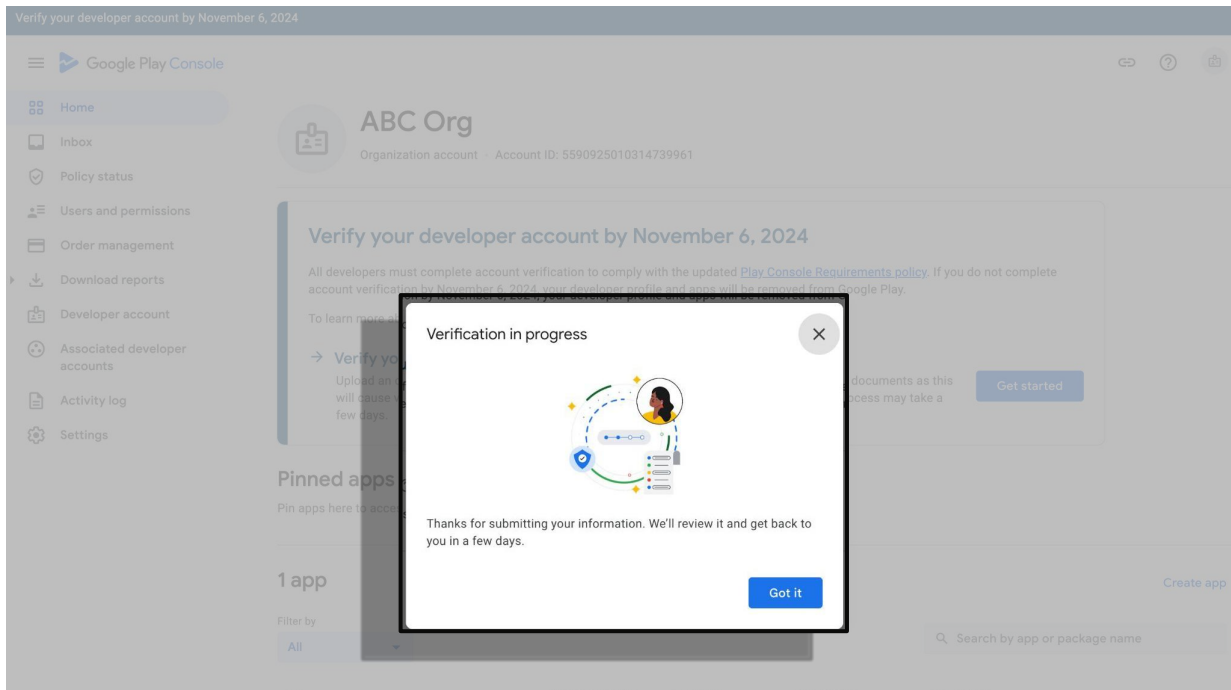 Verify your developer account by November 6, 2024
Google Play Console
Home
Inbox
Policy status
Users and permissions
Order management
Download reports
Developer account
Associated developer
accounts
Activity log
Settings
ABC Org
Organization account · Account ID: 5590925010314739961
Verify your developer account by November 6, 2024
All developers must complete account verification to comply with the updated Play Console Requirements policy. If you do not complete
account verification by November 6, 2024, your developer profile and apps will be removed from Google Play.
To learn more
Verify yo
Upload an documents as this
will cause ocess may take a
few days.
Get started
Verification in progress
Thanks for submitting your information. We'll review it and get back to
you in a few days.
Got it
Pinned apps
Pin apps here to acces
1 app
Create app
Filter by
All
Search by app or package name